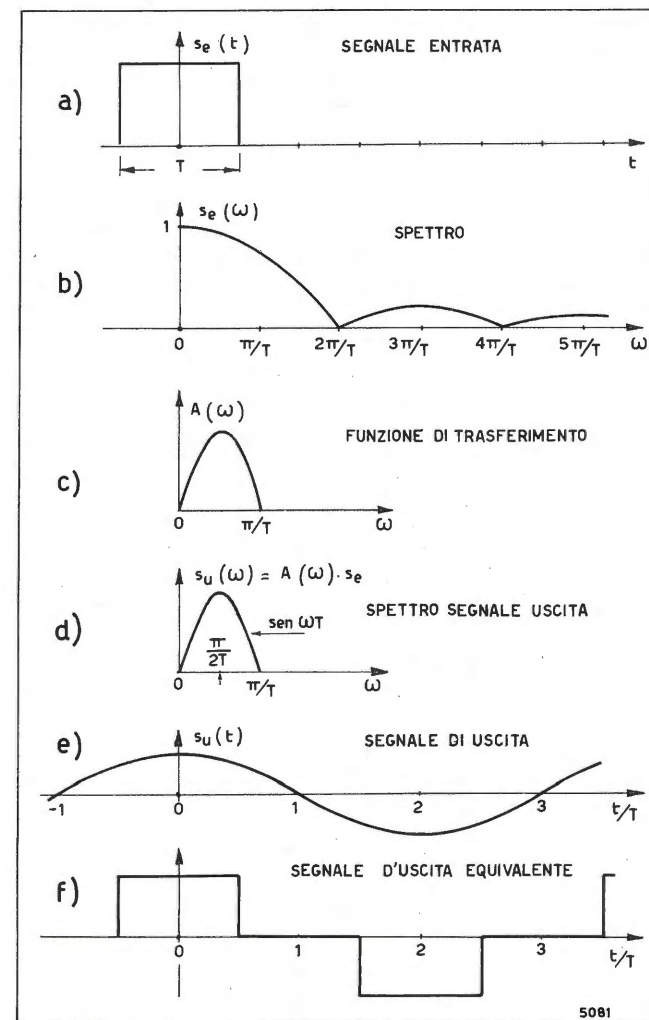 a)
s_e (t)
SEGNALE ENTRATA
T
t
b)
s_e (ω)
SPETTRO
1
0 π/T 2π/T 3π/T 4π/T 5π/T ω
c)
A (ω)
FUNZIONE DI TRASFERIMENTO
0 π/T ω
d)
s_u (ω) = A (ω) · s_e
SPETTRO SEGNALE USCITA
sen ωT
π/2T
0 π/T ω
e)
s_u (t)
SEGNALE DI USCITA
-1 0 1 2 3 t/T
f)
SEGNALE D'USCITA EQUIVALENTE
0 1 2 3 t/T
5081